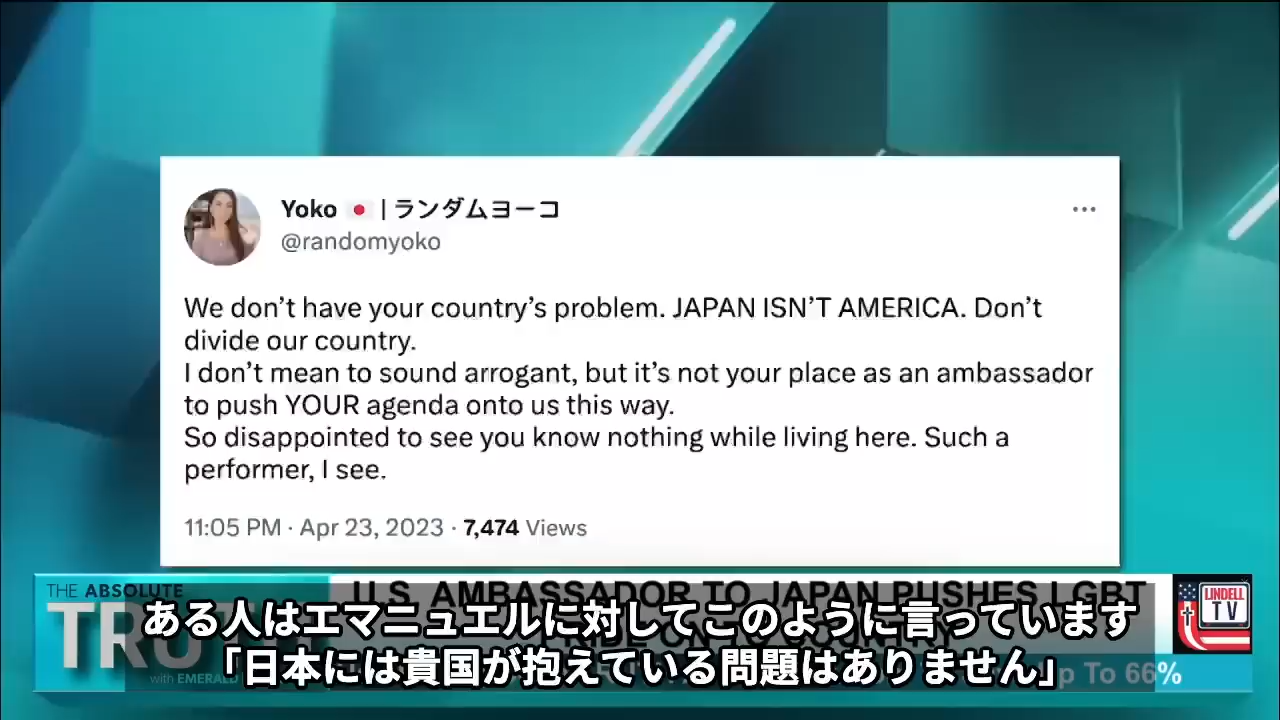 Yoko 🇯🇵 | ランダムヨーコ
@randomyoko
We don’t have your country’s problem. JAPAN ISN’T AMERICA. Don’t
divide our country.
I don’t mean to sound arrogant, but it’s not your place as an ambassador
to push YOUR agenda onto us this way.
So disappointed to see you know nothing while living here. Such a
performer, I see.
11:05 PM · Apr 23, 2023 · 7,474 Views
THE ABSOLUTE
U.S. AMBASSADOR TO JAPAN PUSHES LGBT
LINDELL
TV
ある人はエマニュエルに対してこのように言っています
with EMERALD
「日本には貴国が抱えている問題はありません」
Up To 66%